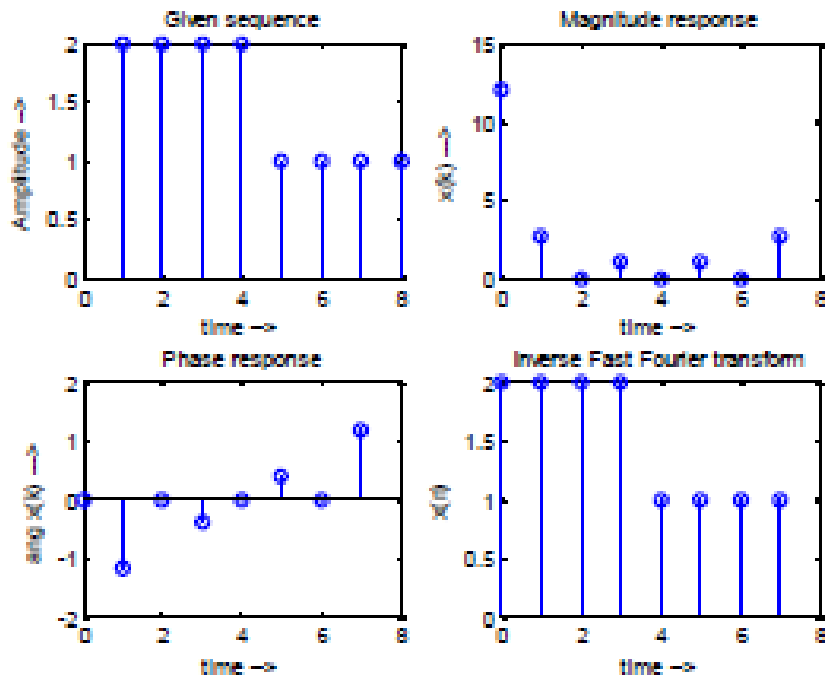 Given sequence
Amplitude -->
2
1.5
1
0.5
0
0 2 4 6 8
time -->
Magnitude response
x(k) -->
15
10
5
0
0 2 4 6 8
time -->
Phase response
ang x(k) -->
2
1
0
-1
-2
0 2 4 6 8
time -->
Inverse Fast Fourier transform
x(n)
2
1.5
1
0.5
0
0 2 4 6 8
time -->